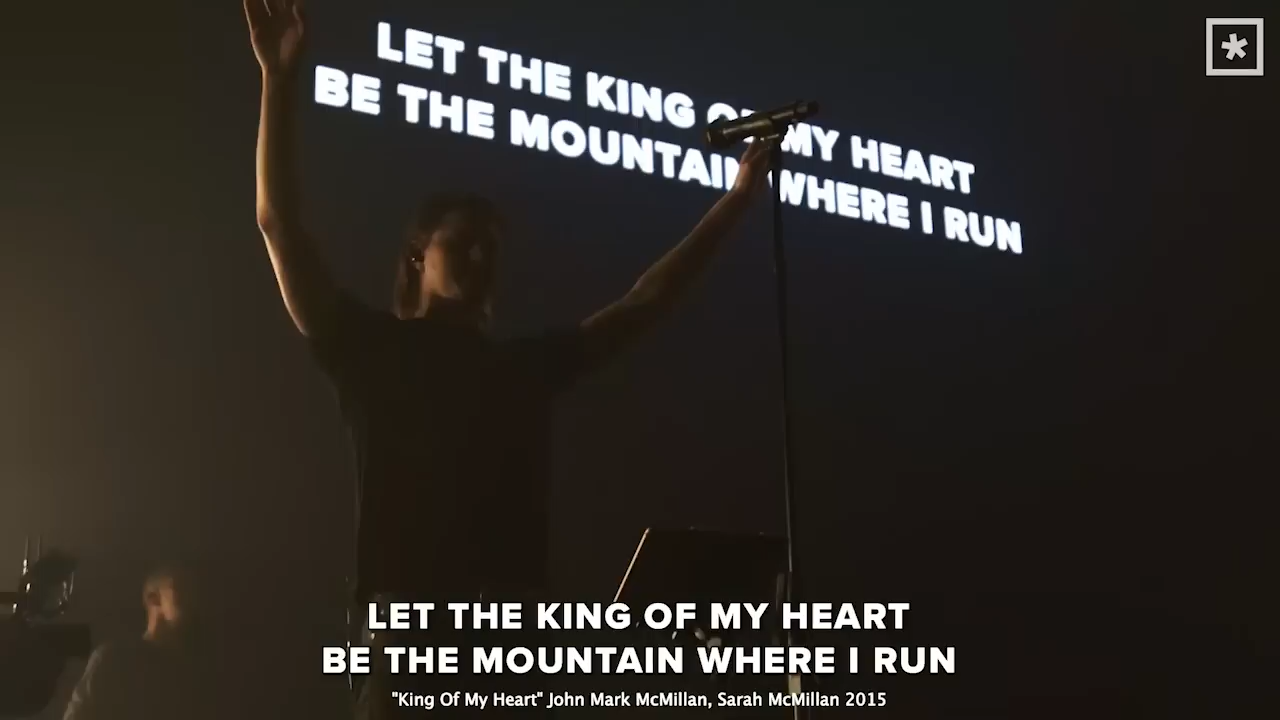 LET THE KING OF MY HEART
BE THE MOUNTAIN WHERE I RUN
LET THE KING OF MY HEART
BE THE MOUNTAIN WHERE I RUN
"King Of My Heart" John Mark McMillan, Sarah McMillan 2015